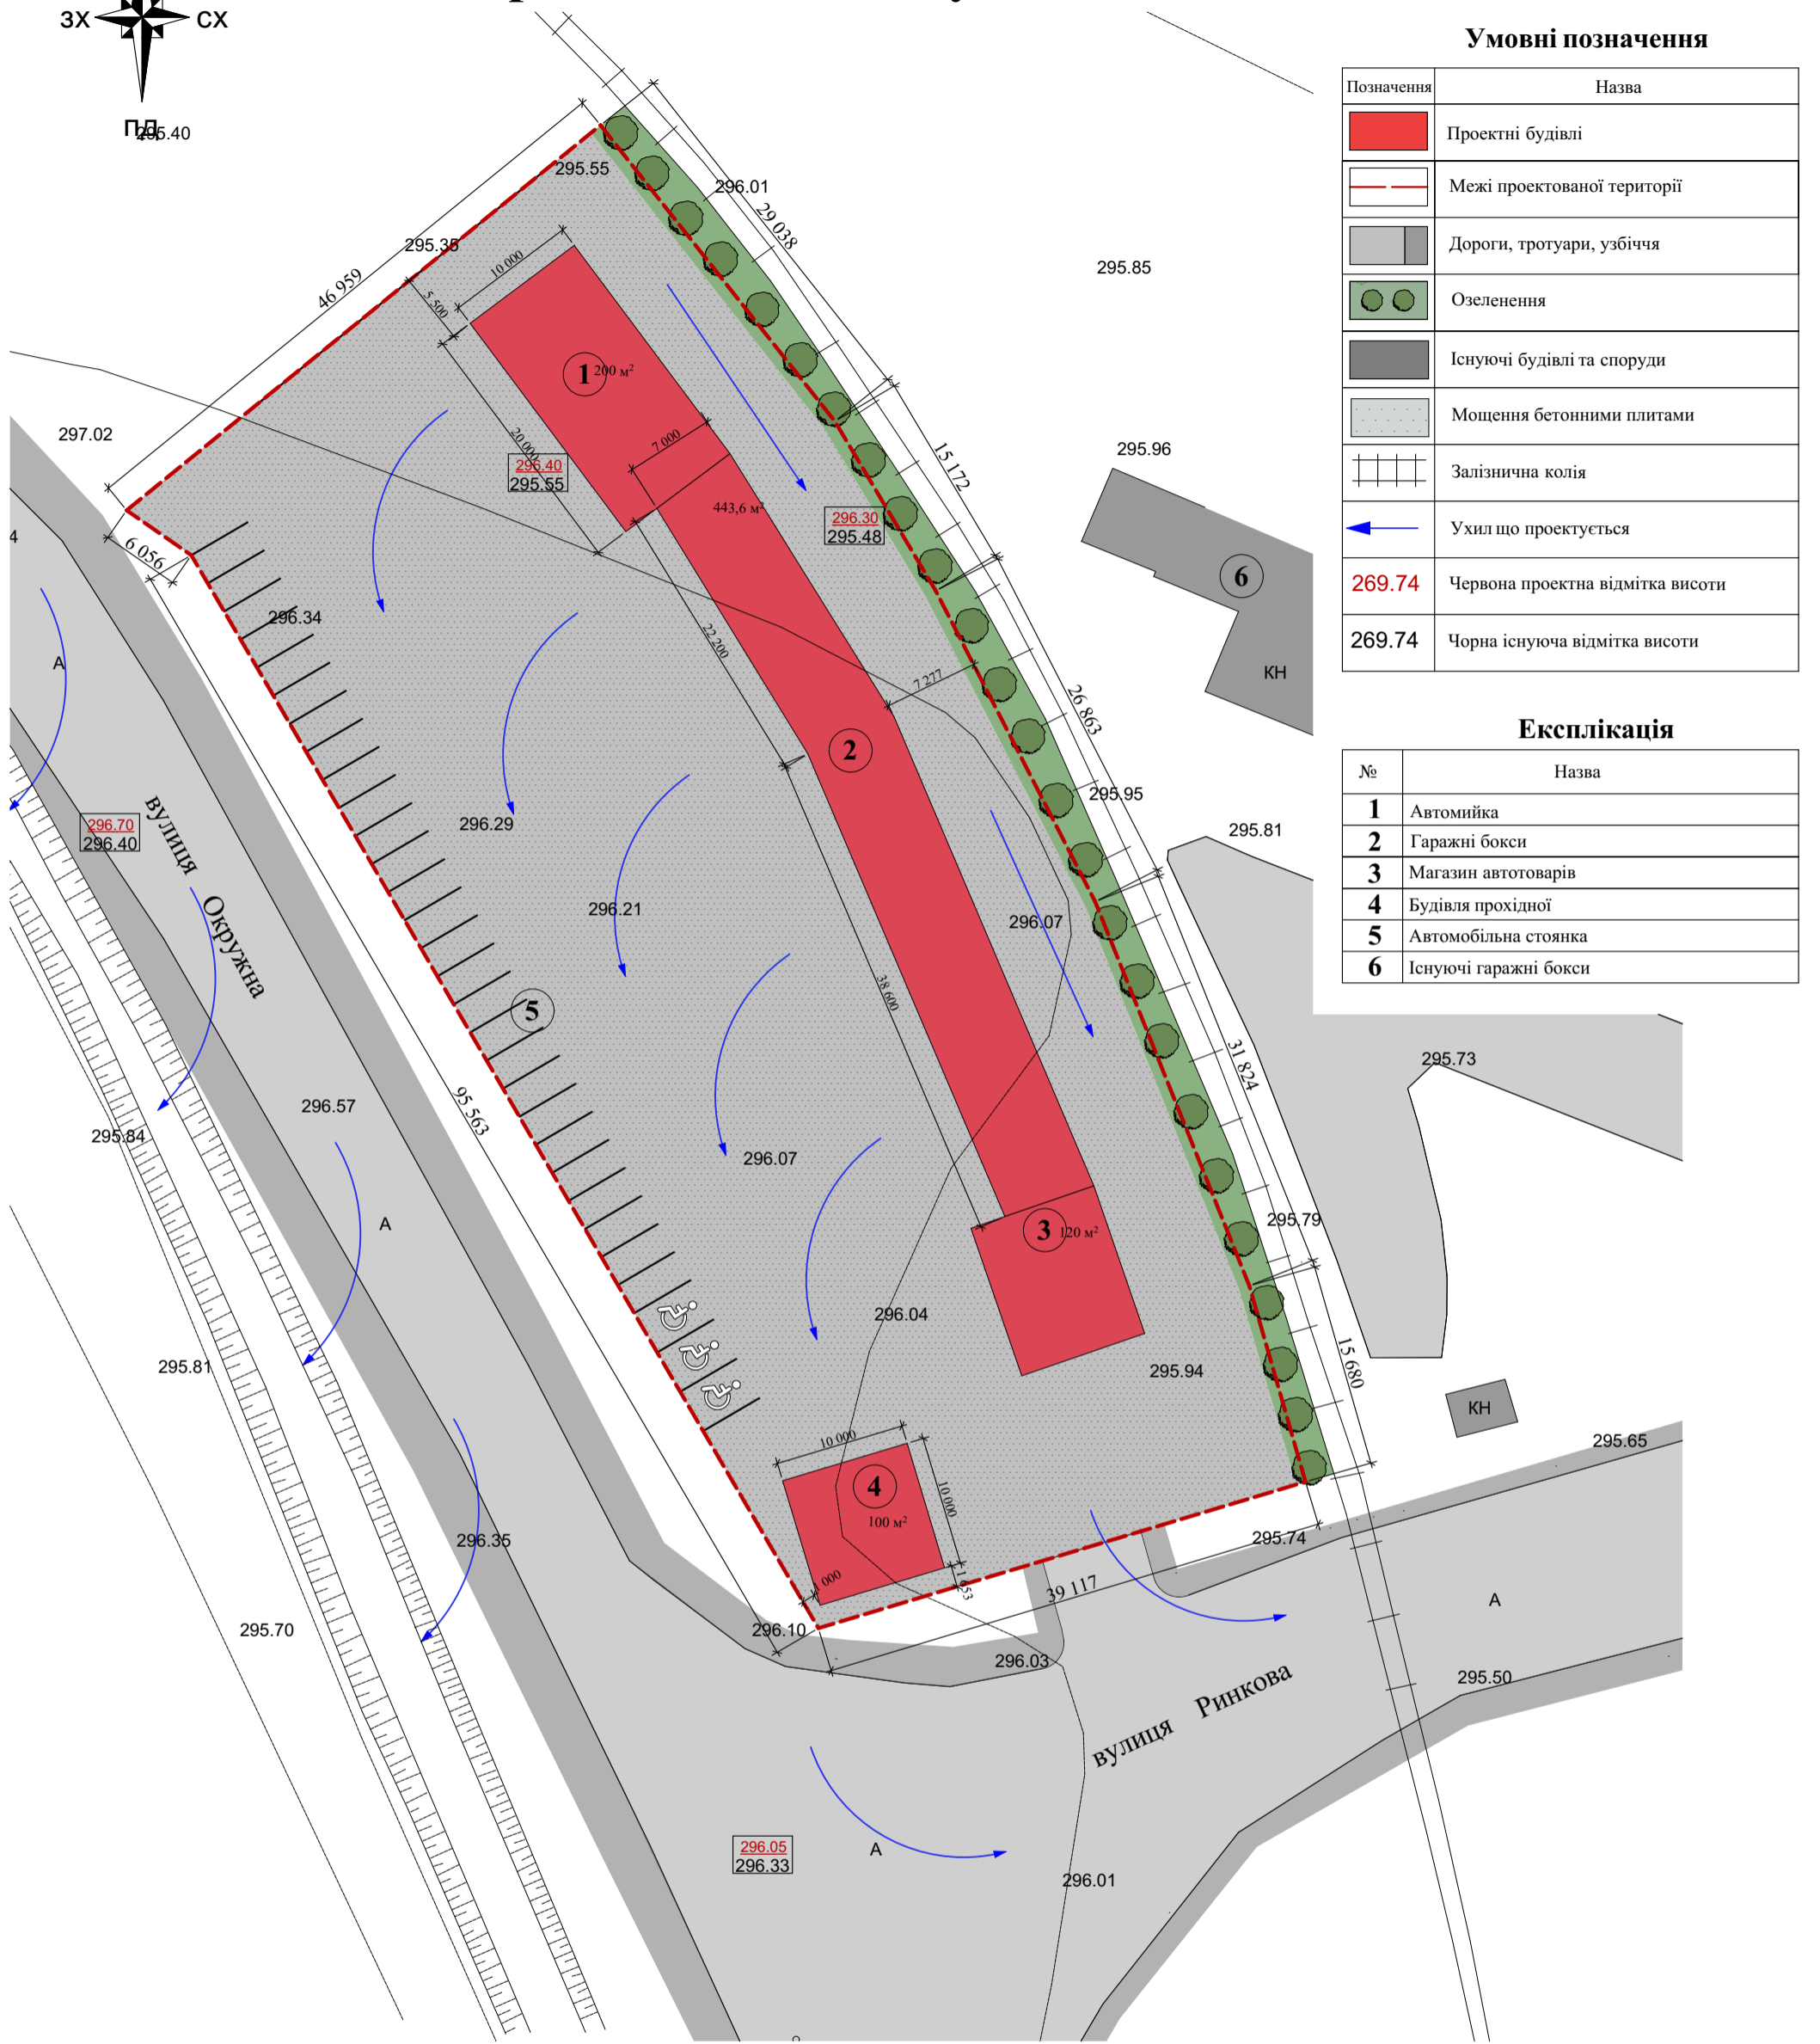 ЗХ СХ
ПД
295.40
295.55
296.01
29 038
295.35
10 000
46 959
5 500
295.85
1 200 м²
297.02
7 000
20 000
296.40
295.55
443,6 м²
296.30
295.48
15 172
295.96
4
6 056
6
296.34
22 200
7 277
КН
А
26 863
2
295.95
296.29
295.81
296.70
296.40
вулиця Окружна
296.21
296.07
38 600
5
31 824
295.73
95 563
296.57
295.84
296.07
А
3 120 м²
295.79
296.04
15 680
295.81
295.94
КН
10 000
295.65
4
100 м²
10 000
296.35
295.74
1 000
1 653
39 117
А
295.70
296.10
296.03
295.50
вулиця Ринкова
296.05
296.33
А
296.01
Умовні позначення
Позначення Назва
Проектні будівлі
Межі проектованої території
Дороги, тротуари, узбіччя
Озеленення
Існуючі будівлі та споруди
Мощення бетонними плитами
Залізнична колія
Ухил що проектується
269.74 Червона проектна відмітка висоти
269.74 Чорна існуюча відмітка висоти
Експлікація
№ Назва
1 Автомийка
2 Гаражні бокси
3 Магазин автотоварів
4 Будівля прохідної
5 Автомобільна стоянка
6 Існуючі гаражні бокси